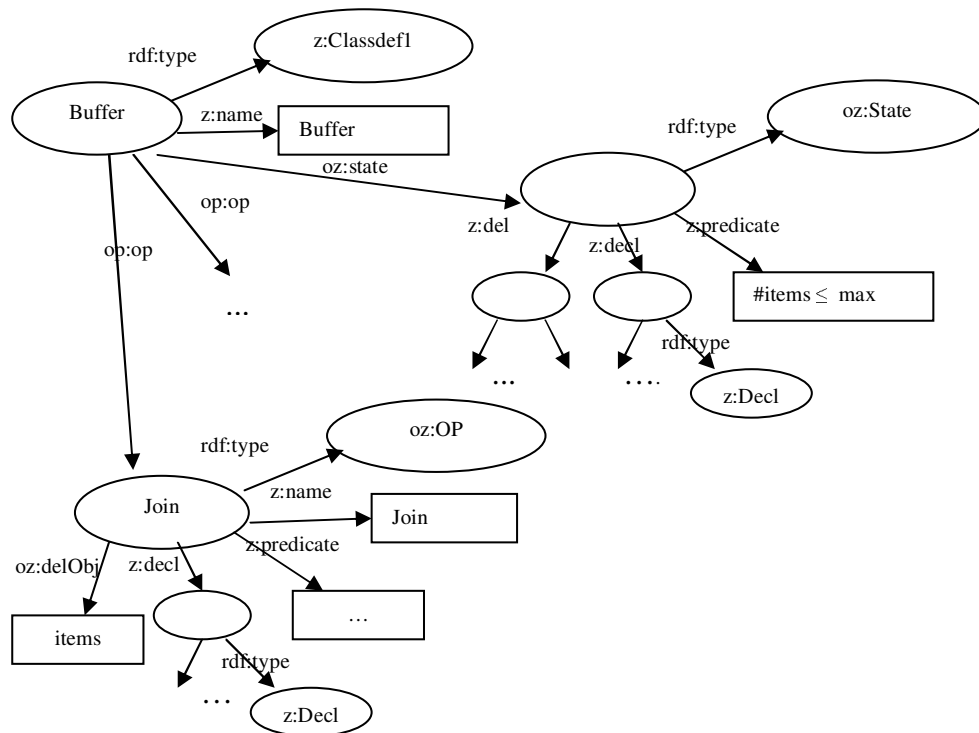 z:Classdef1
rdf:type
Buffer
z:name
Buffer
oz:state
rdf:type
oz:State
op:op
op:op
...
z:del
z:decl
z:predicate
#items ≤ max
rdf:type
...
....
z:Decl
rdf:type
oz:OP
z:name
Join
Join
oz:delObj
z:decl
z:predicate
items
...
rdf:type
...
z:Decl